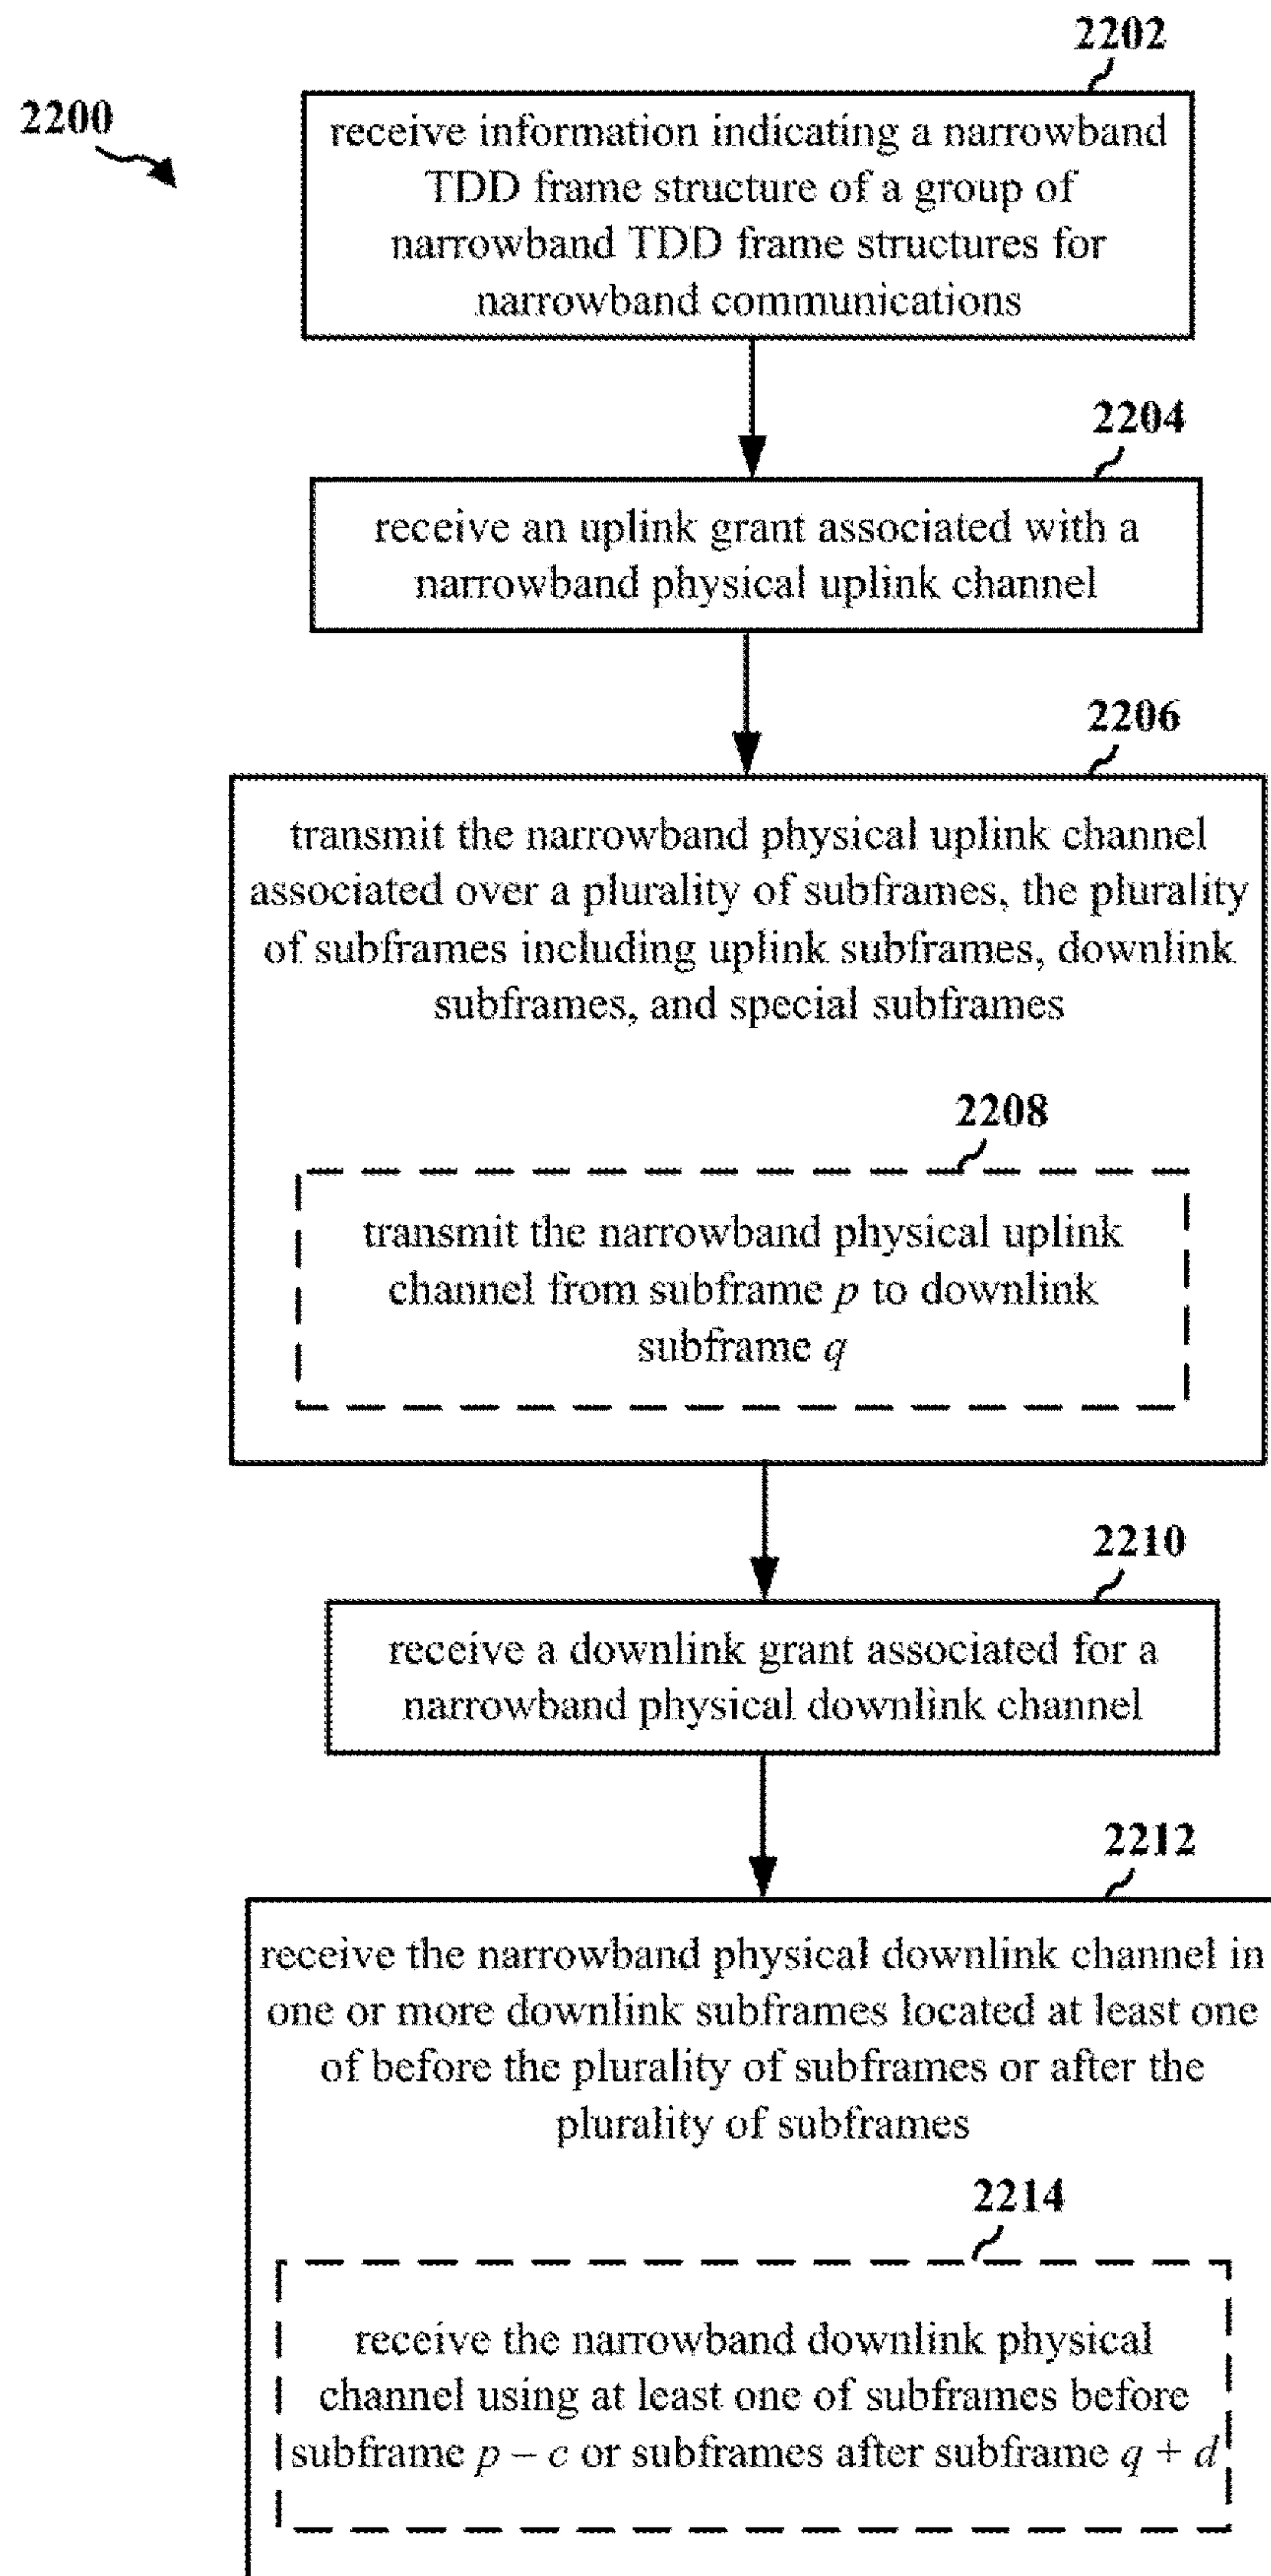 2202
2200
receive information indicating a narrowband
TDD frame structure of a group of
narrowband TDD frame structures for
narrowband communications
2204
receive an uplink grant associated with a
narrowband physical uplink channel
2206
transmit the narrowband physical uplink channel
associated over a plurality of subframes, the plurality
of subframes including uplink subframes, downlink
subframes, and special subframes
2208
transmit the narrowband physical uplink
channel from subframe p to downlink
subframe q
2210
receive a downlink grant associated for a
narrowband physical downlink channel
2212
receive the narrowband physical downlink channel in
one or more downlink subframes located at least one
of before the plurality of subframes or after the
plurality of subframes
2214
receive the narrowband downlink physical
channel using at least one of subframes before
subframe p – c or subframes after subframe q + d